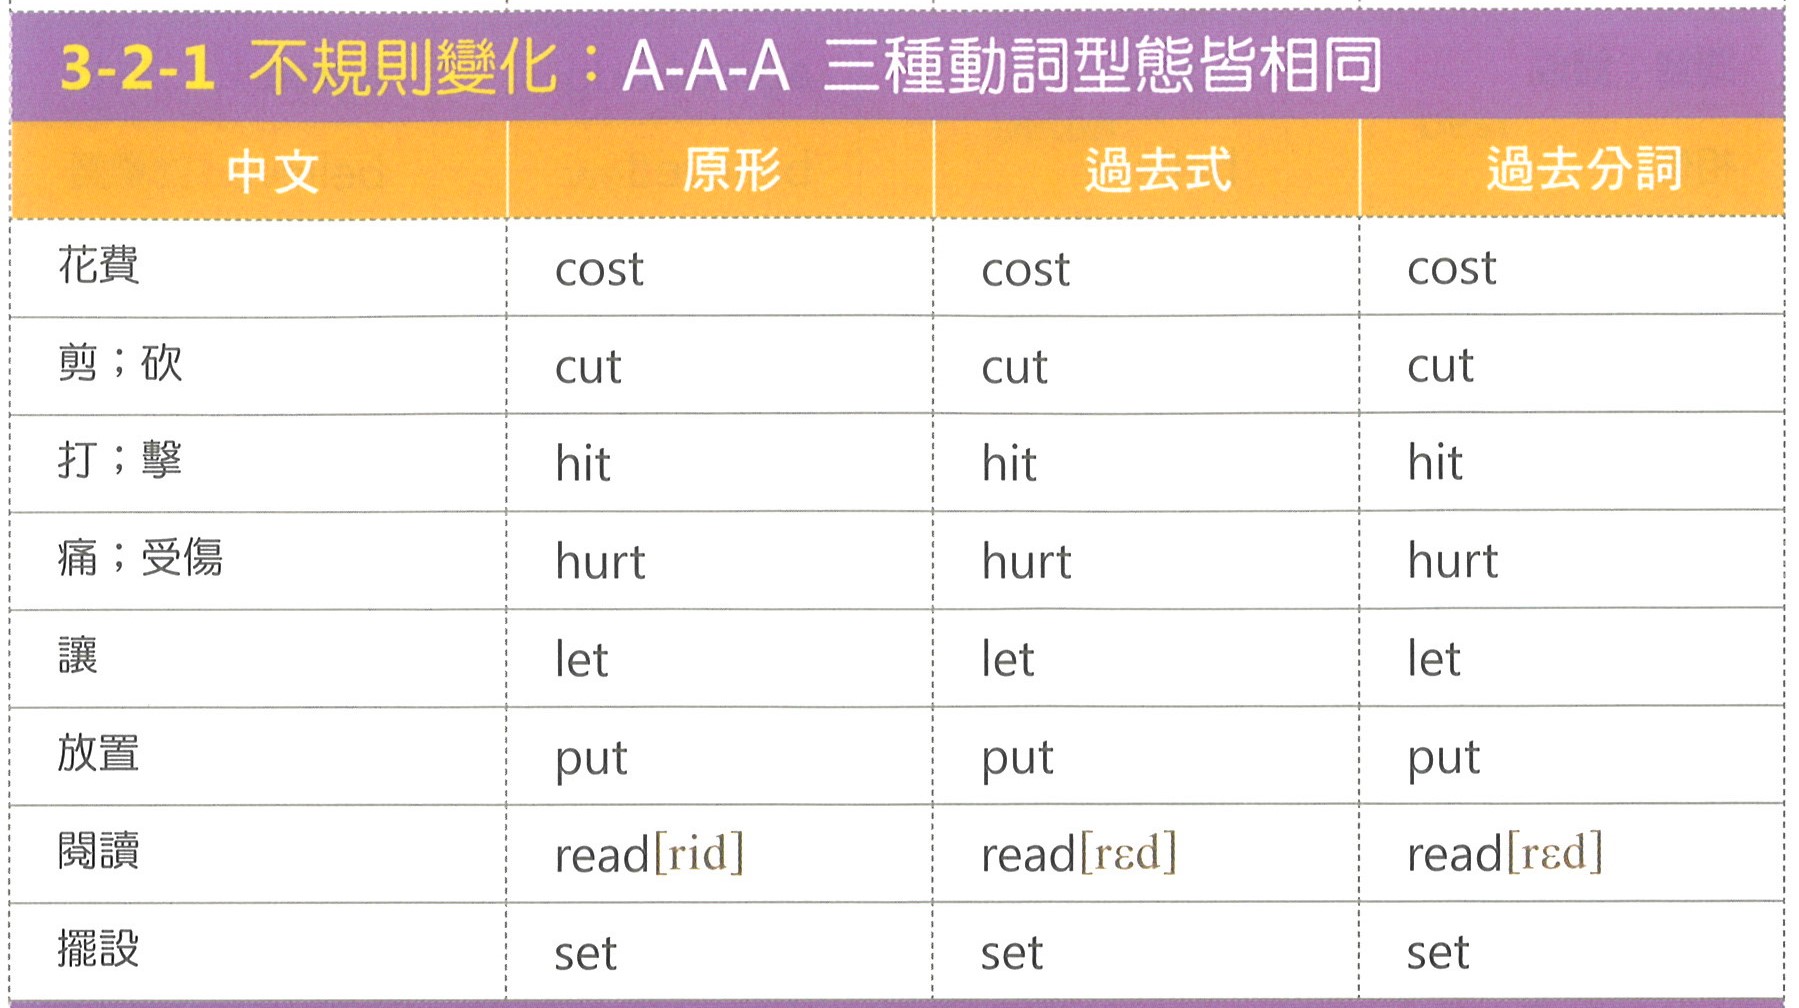 3-2-1 不規則變化：A-A-A 三種動詞型態皆相同
中文 原形 過去式 過去分詞
花費 cost cost cost
剪；砍 cut cut cut
打；擊 hit hit hit
痛；受傷 hurt hurt hurt
讓 let let let
放置 put put put
閱讀 read[rid] read[rɛd] read[rɛd]
擺設 set set set